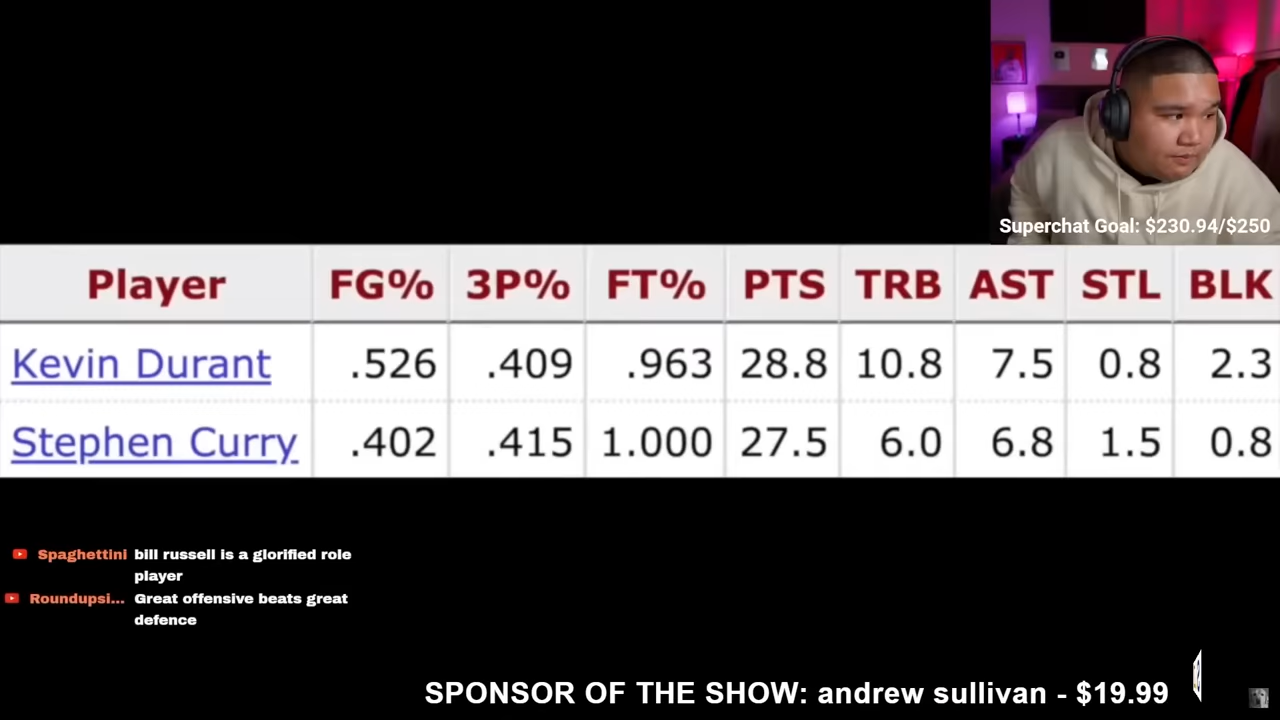 Superchat Goal: $230.94/$250
Player FG% 3P% FT% PTS TRB AST STL BLK
Kevin Durant .526 .409 .963 28.8 10.8 7.5 0.8 2.3
Stephen Curry .402 .415 1.000 27.5 6.0 6.8 1.5 0.8
Spaghettini bill russell is a glorified role
player
Roundupsi... Great offensive beats great
defence
SPONSOR OF THE SHOW: andrew sullivan - $19.99